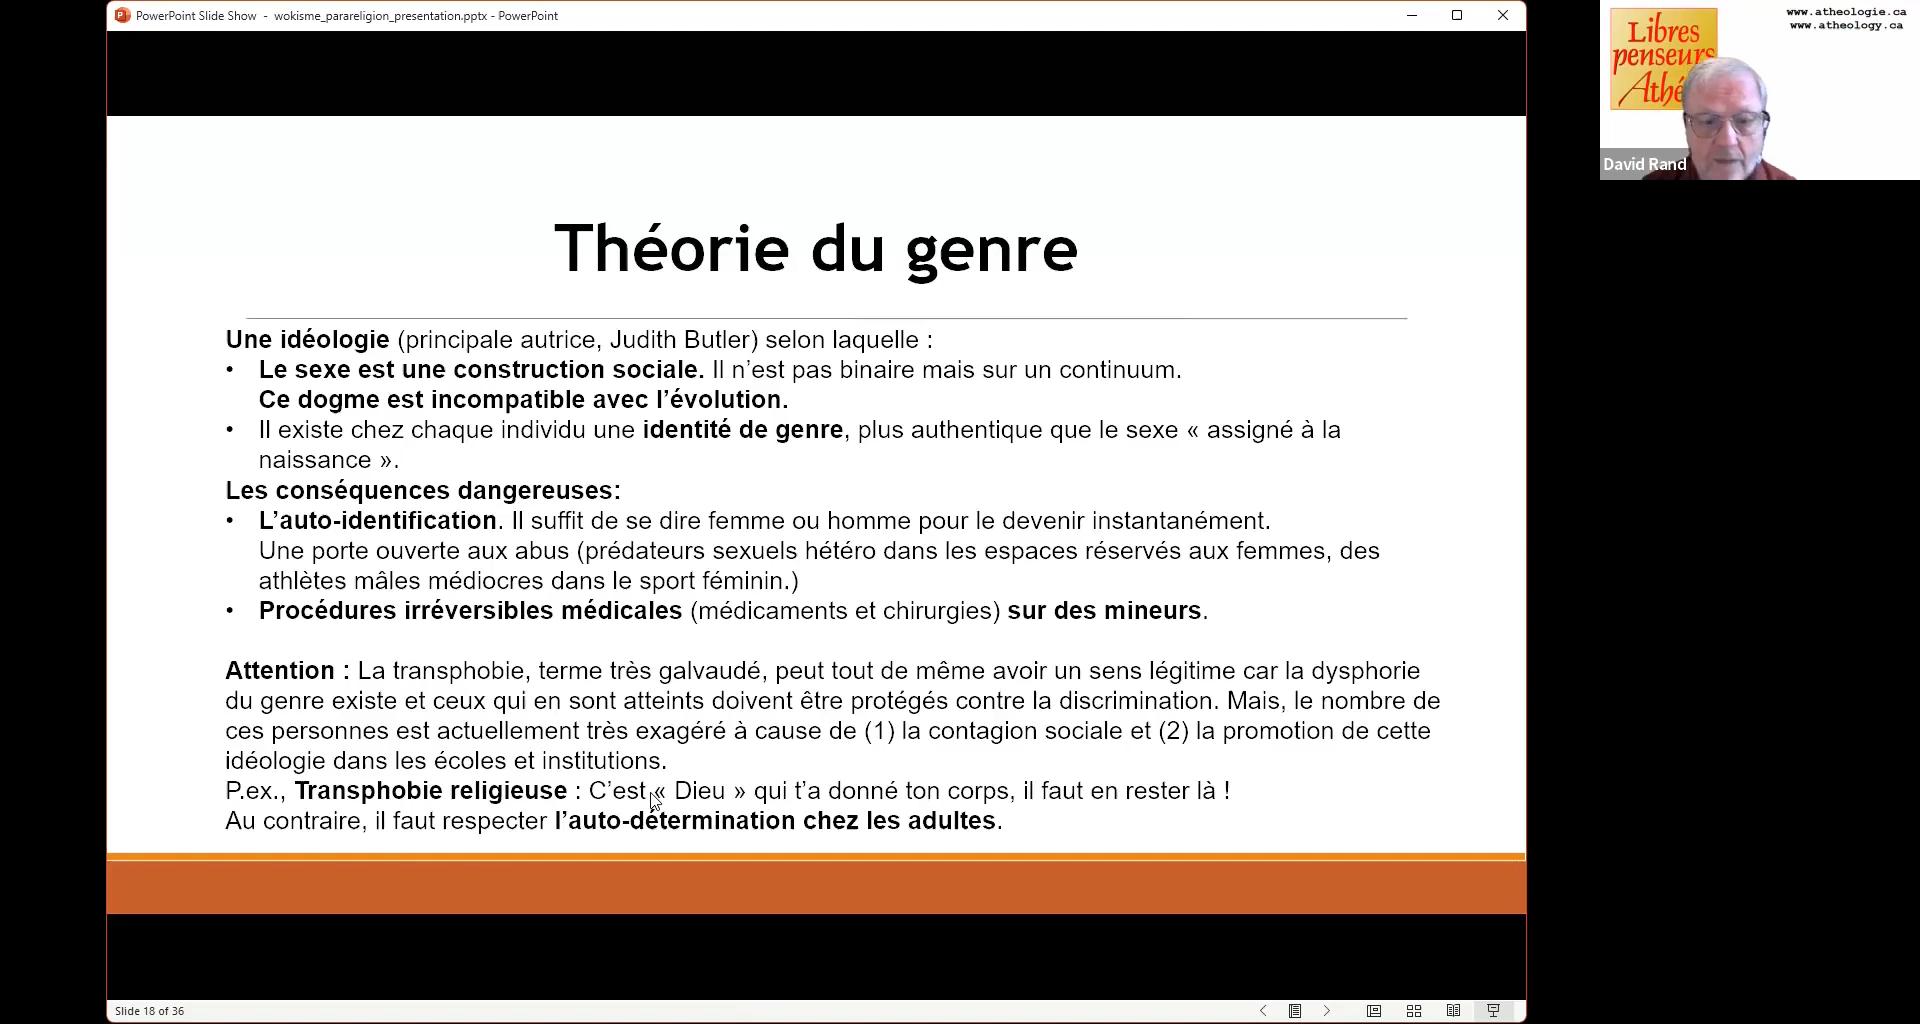 PowerPoint Slide Show - wokisme_parareligion_presentation.pptx - PowerPoint
www.atheologie.ca
www.atheology.ca
Libres
penseurs
Athé
David Rand
Théorie du genre
Une idéologie (principale autrice, Judith Butler) selon laquelle :
• Le sexe est une construction sociale. Il n’est pas binaire mais sur un continuum.
Ce dogme est incompatible avec l’évolution.
• Il existe chez chaque individu une identité de genre, plus authentique que le sexe « assigné à la
naissance ».
Les conséquences dangereuses:
• L’auto-identification. Il suffit de se dire femme ou homme pour le devenir instantanément.
Une porte ouverte aux abus (prédateurs sexuels hétéro dans les espaces réservés aux femmes, des
athlètes mâles médiocres dans le sport féminin.)
• Procédures irréversibles médicales (médicaments et chirurgies) sur des mineurs.
Attention : La transphobie, terme très galvaudé, peut tout de même avoir un sens légitime car la dysphorie
du genre existe et ceux qui en sont atteints doivent être protégés contre la discrimination. Mais, le nombre de
ces personnes est actuellement très exagéré à cause de (1) la contagion sociale et (2) la promotion de cette
idéologie dans les écoles et institutions.
P.ex., Transphobie religieuse : C’est « Dieu » qui t’a donné ton corps, il faut en rester là !
Au contraire, il faut respecter l’auto-détermination chez les adultes.
Slide 18 of 36